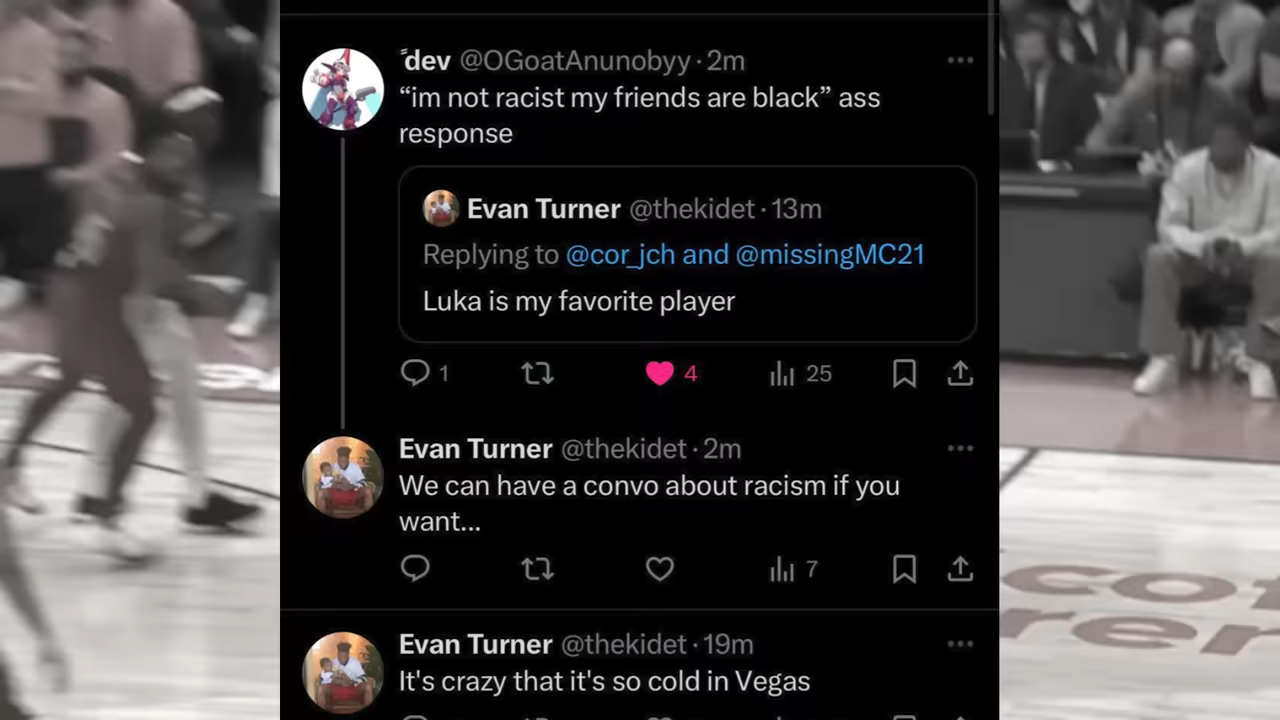 dev @OGoatAnunobyy · 2m
“im not racist my friends are black” ass
response
Evan Turner @thekidet · 13m
Replying to @cor_jch and @missingMC21
Luka is my favorite player
1
4
25
Evan Turner @thekidet · 2m
We can have a convo about racism if you
want...
7
Evan Turner @thekidet · 19m
It's crazy that it's so cold in Vegas